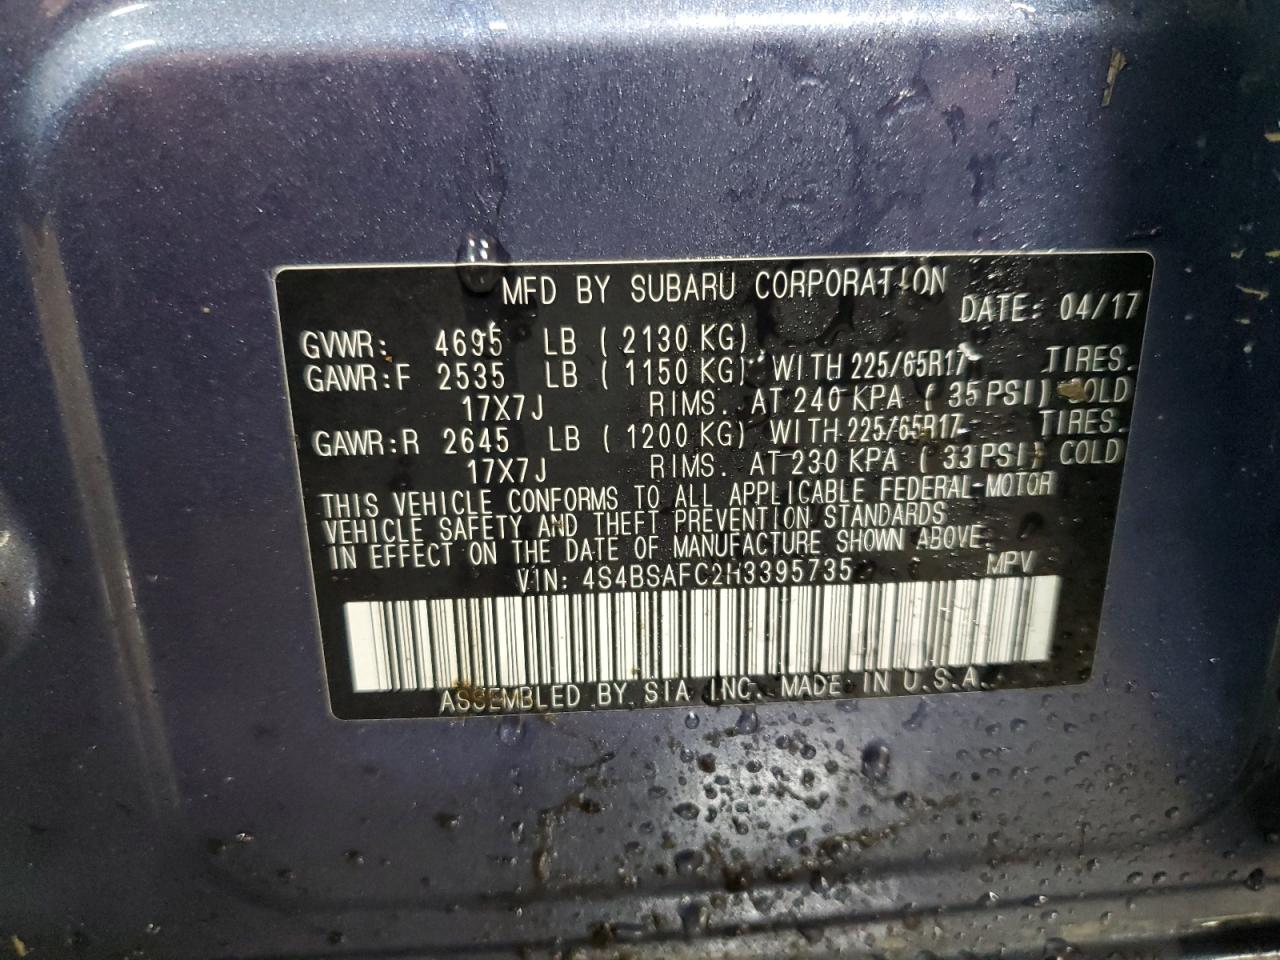 MFD BY SUBARU CORPORATION
DATE: 04/17
GVWR: 4695 LB ( 2130 KG)
GAWR:F 2535 LB ( 1150 KG) WITH 225/65R17 TIRES.
17X7J RIMS. AT 240 KPA ( 35 PSI) COLD
GAWR:R 2645 LB ( 1200 KG) WITH 225/65R17 TIRES.
17X7J RIMS. AT 230 KPA ( 33 PSI) COLD
THIS VEHICLE CONFORMS TO ALL APPLICABLE FEDERAL MOTOR
VEHICLE SAFETY AND THEFT PREVENTION STANDARDS
IN EFFECT ON THE DATE OF MANUFACTURE SHOWN ABOVE.
VIN: 4S4BSAFC2H3395735 MPV
ASSEMBLED BY SIA INC. MADE IN U.S.A.